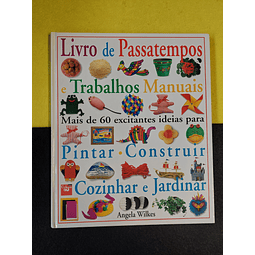 Livro de Passatempos
e Trabalhos Manuais
Mais de 60 excitantes ideias para
Pintar • Construir
Cozinhar e Jardinar
Angela Wilkes